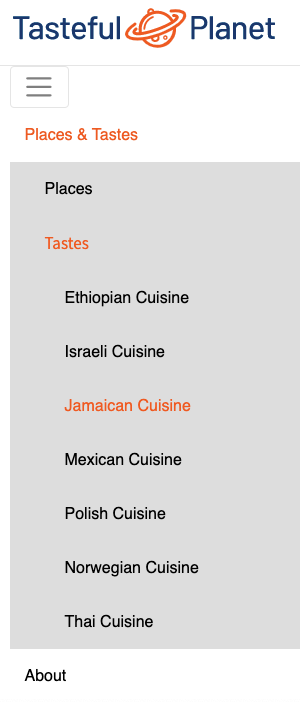 Tasteful Planet
Places & Tastes
Places
Tastes
Ethiopian Cuisine
Israeli Cuisine
Jamaican Cuisine
Mexican Cuisine
Polish Cuisine
Norwegian Cuisine
Thai Cuisine
About